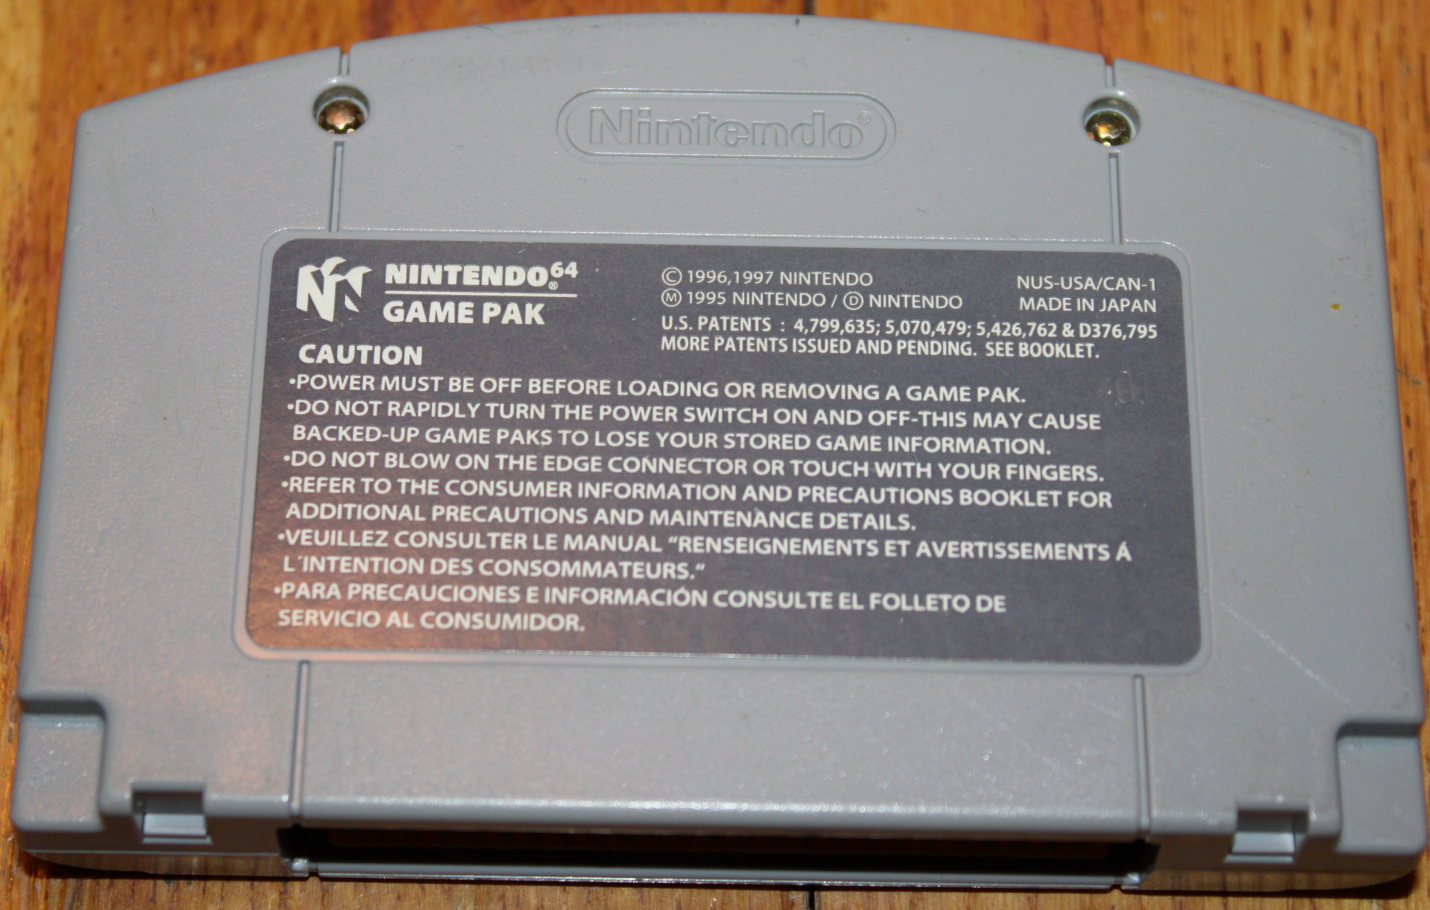 Nintendo®
NINTENDO64®
GAME PAK
© 1996,1997 NINTENDO
Ⓜ 1995 NINTENDO / Ⓓ NINTENDO
NUS-USA/CAN-1
MADE IN JAPAN
U.S. PATENTS : 4,799,635; 5,070,479; 5,426,762 & D376,795
MORE PATENTS ISSUED AND PENDING. SEE BOOKLET.
CAUTION
•POWER MUST BE OFF BEFORE LOADING OR REMOVING A GAME PAK.
•DO NOT RAPIDLY TURN THE POWER SWITCH ON AND OFF-THIS MAY CAUSE
BACKED-UP GAME PAKS TO LOSE YOUR STORED GAME INFORMATION.
•DO NOT BLOW ON THE EDGE CONNECTOR OR TOUCH WITH YOUR FINGERS.
•REFER TO THE CONSUMER INFORMATION AND PRECAUTIONS BOOKLET FOR
ADDITIONAL PRECAUTIONS AND MAINTENANCE DETAILS.
•VEUILLEZ CONSULTER LE MANUAL "RENSEIGNEMENTS ET AVERTISSEMENTS Á
L'INTENTION DES CONSOMMATEURS."
•PARA PRECAUCIONES E INFORMACIÓN CONSULTE EL FOLLETO DE
SERVICIO AL CONSUMIDOR.